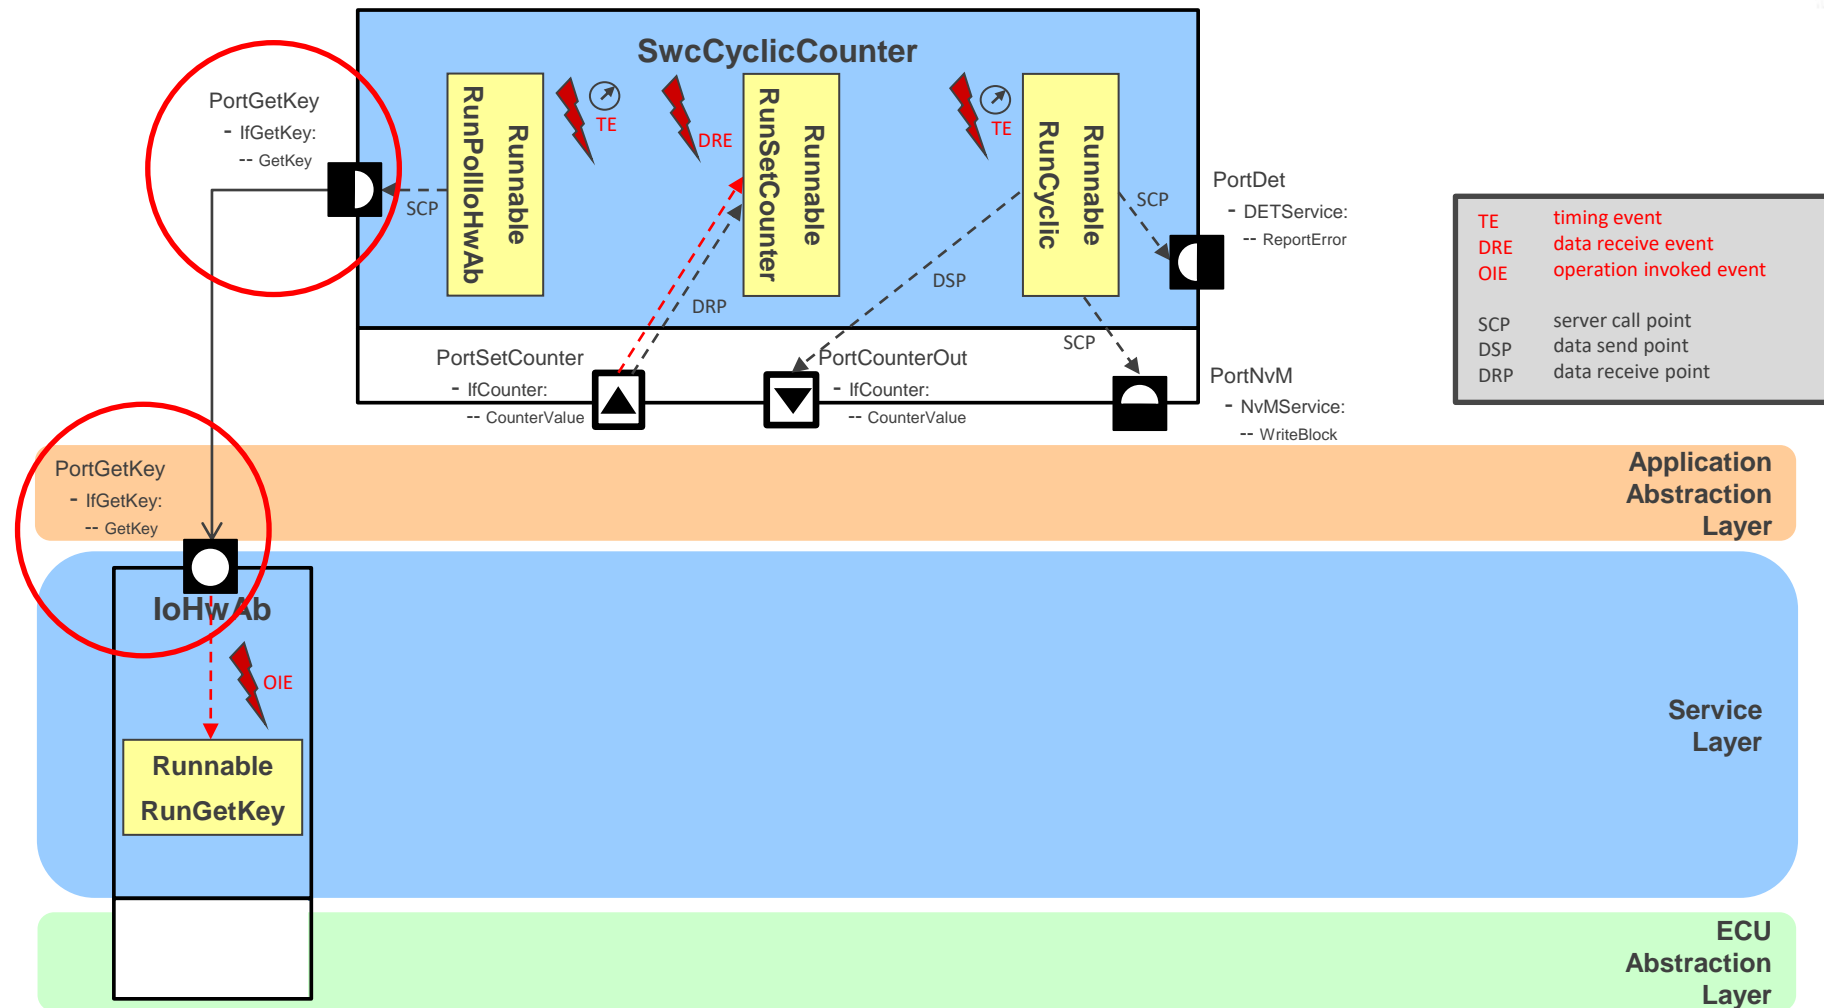 SwcCyclicCounter
PortGetKey
- IfGetKey:
-- GetKey
Runnable
RunPollIoHwAb
TE
SCP
DRE
Runnable
RunSetCounter
DRP
TE
Runnable
RunCyclic
SCP
DSP
SCP
PortDet
- DETService:
-- ReportError
PortSetCounter
- IfCounter:
-- CounterValue
PortCounterOut
- IfCounter:
-- CounterValue
PortNvM
- NvMService:
-- WriteBlock
TE timing event
DRE data receive event
OIE operation invoked event
SCP server call point
DSP data send point
DRP data receive point
Application
Abstraction
Layer
PortGetKey
- IfGetKey:
-- GetKey
IoHwAb
OIE
Runnable
RunGetKey
Service
Layer
ECU
Abstraction
Layer